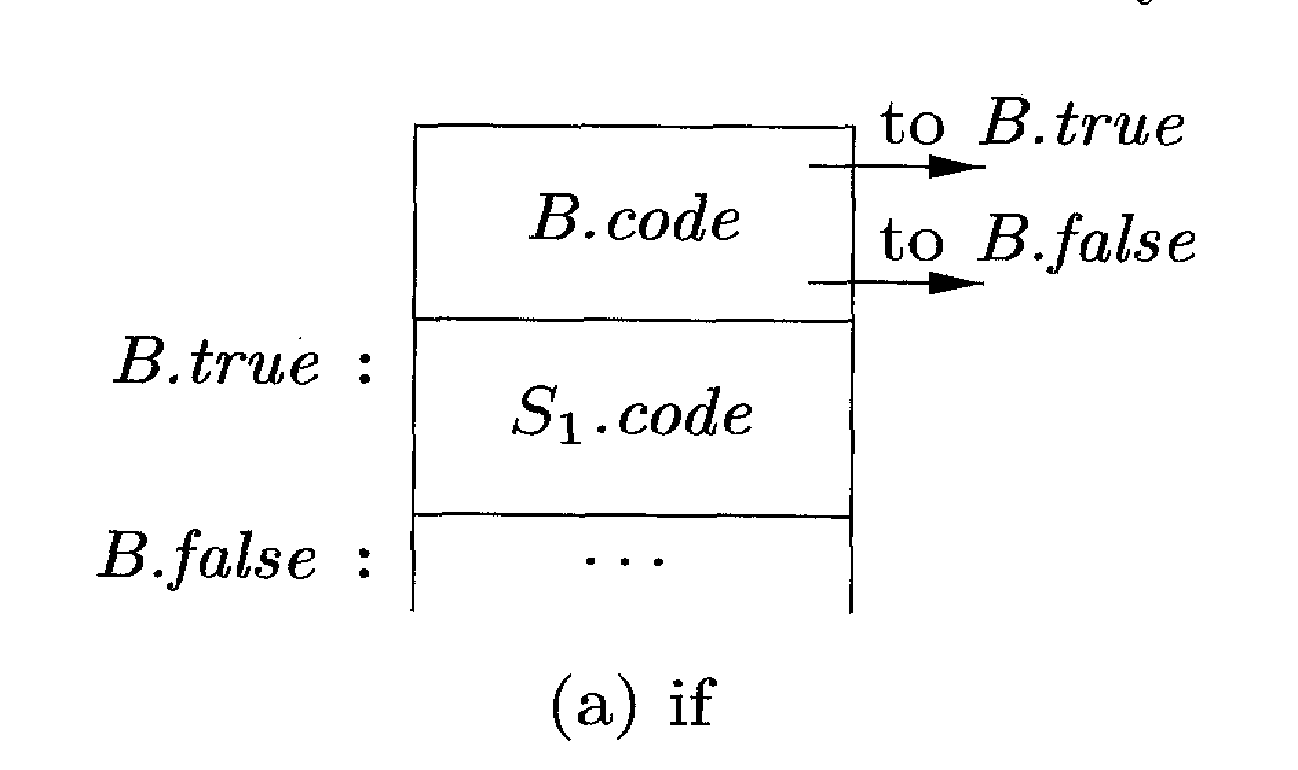 to B.true
B.code
to B.false
B.true :
S₁.code
B.false :
...
(a) if